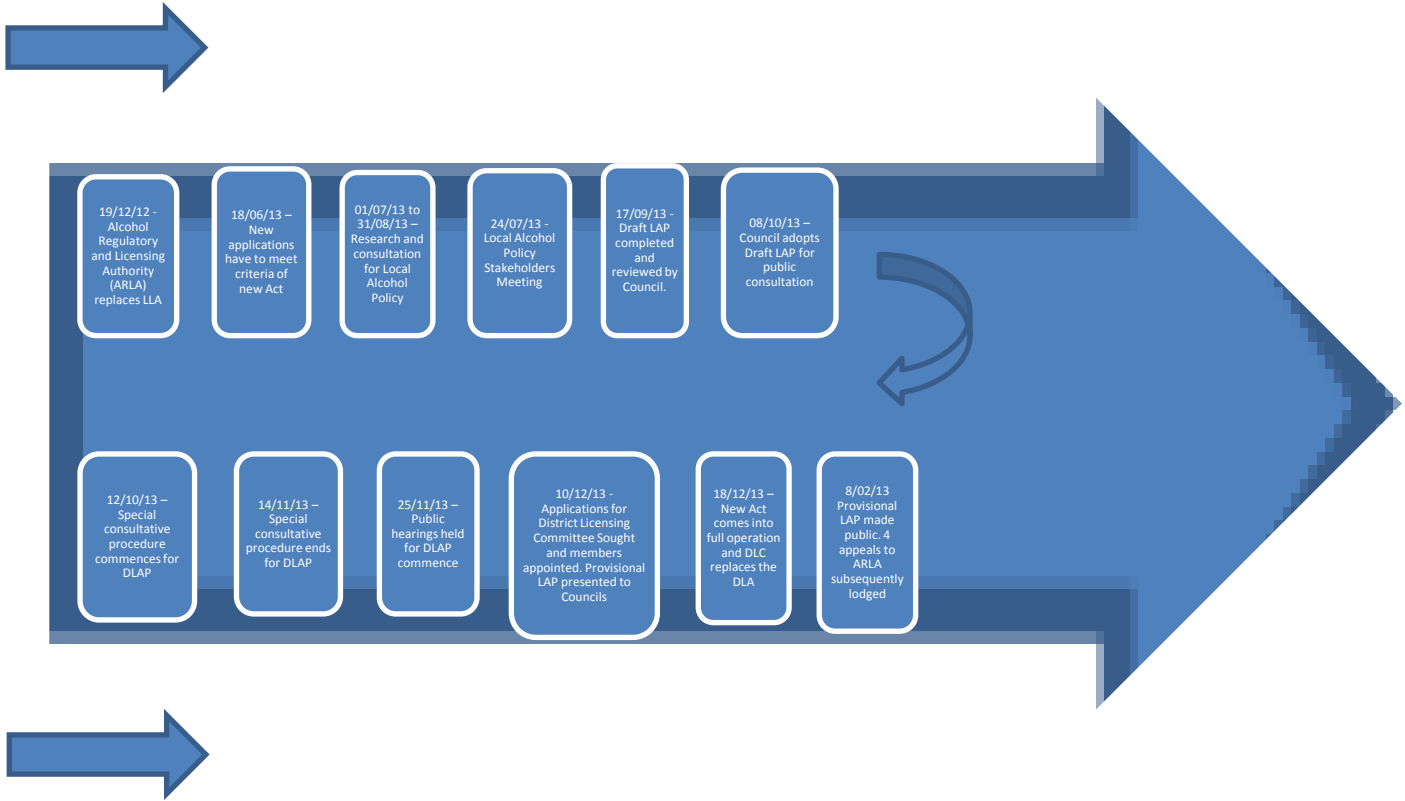 19/12/12 -
Alcohol
Regulatory
and Licensing
Authority
(ARLA)
replaces LLA
18/06/13 –
New
applications
have to meet
criteria of
new Act
01/07/13 to
31/08/13 –
Research and
consultation
for Local
Alcohol
Policy
24/07/13 -
Local Alcohol
Policy
Stakeholders
Meeting
17/09/13 -
Draft LAP
completed
and
reviewed by
Council.
08/10/13 –
Council adopts
Draft LAP for
public
consultation
12/10/13 –
Special
consultative
procedure
commences for
DLAP
14/11/13 –
Special
consultative
procedure ends
for DLAP
25/11/13 –
Public
hearings held
for DLAP
commence
10/12/13 -
Applications for
District Licensing
Committee Sought
and members
appointed. Provisional
LAP presented to
Councils
18/12/13 –
New Act
comes into
full operation
and DLC
replaces the
DLA
8/02/13
Provisional
LAP made
public. 4
appeals to
ARLA
subsequently
lodged